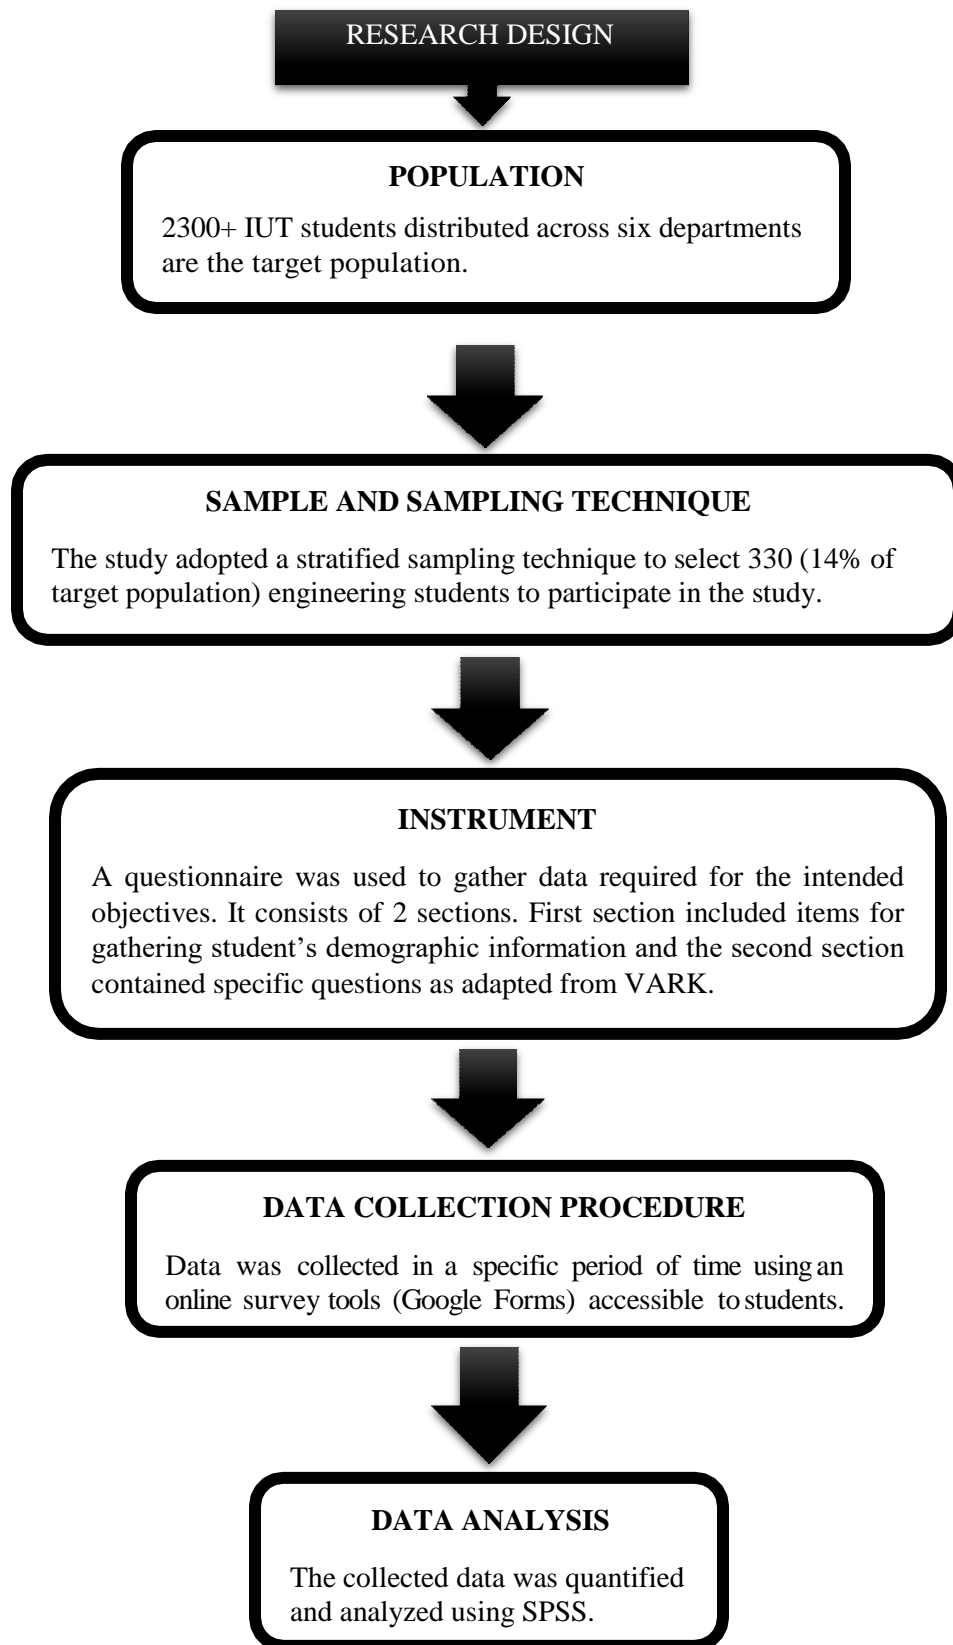 RESEARCH DESIGN
POPULATION
2300+ IUT students distributed across six departments
are the target population.
SAMPLE AND SAMPLING TECHNIQUE
The study adopted a stratified sampling technique to select 330 (14% of
target population) engineering students to participate in the study.
INSTRUMENT
A questionnaire was used to gather data required for the intended
objectives. It consists of 2 sections. First section included items for
gathering student’s demographic information and the second section
contained specific questions as adapted from VARK.
DATA COLLECTION PROCEDURE
Data was collected in a specific period of time using an
online survey tools (Google Forms) accessible to students.
DATA ANALYSIS
The collected data was quantified
and analyzed using SPSS.